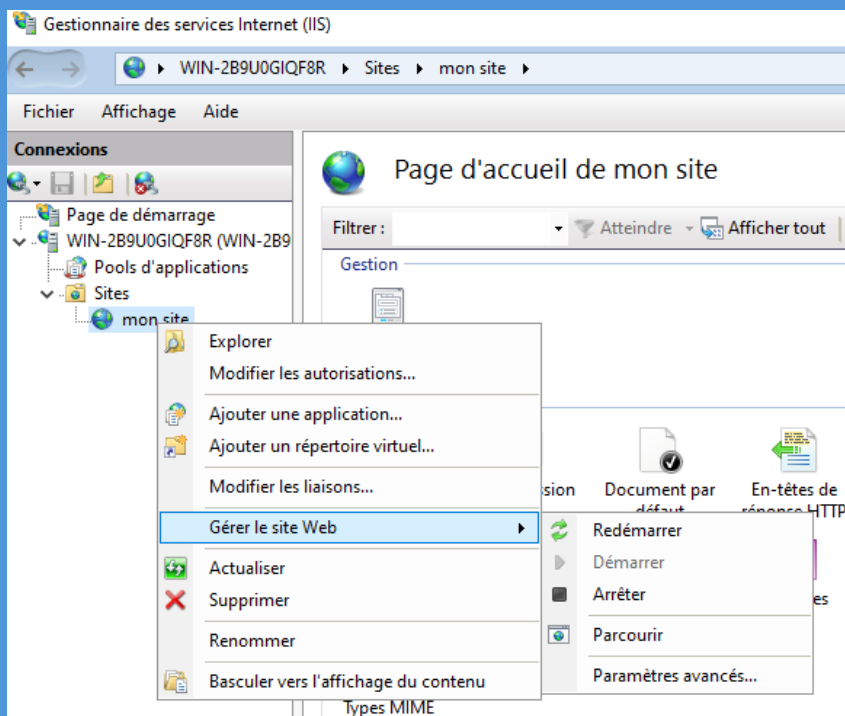 Gestionnaire des services Internet (IIS)
WIN-2B9U0GIQF8R Sites mon site
Fichier Affichage Aide
Connexions
Page de démarrage
WIN-2B9U0GIQF8R (WIN-2B9
Pools d'applications
Sites
mon site
Page d'accueil de mon site
Filtrer : Atteindre Afficher tout
Gestion
Explorer
Modifier les autorisations...
Ajouter une application...
Ajouter un répertoire virtuel...
Modifier les liaisons...
Gérer le site Web
Actualiser
Supprimer
Renommer
Basculer vers l'affichage du contenu
Redémarrer
Démarrer
Arrêter
Parcourir
Paramètres avancés...
ssion
Document par
défaut
En-têtes de
réponse HTTP
es
Types MIME